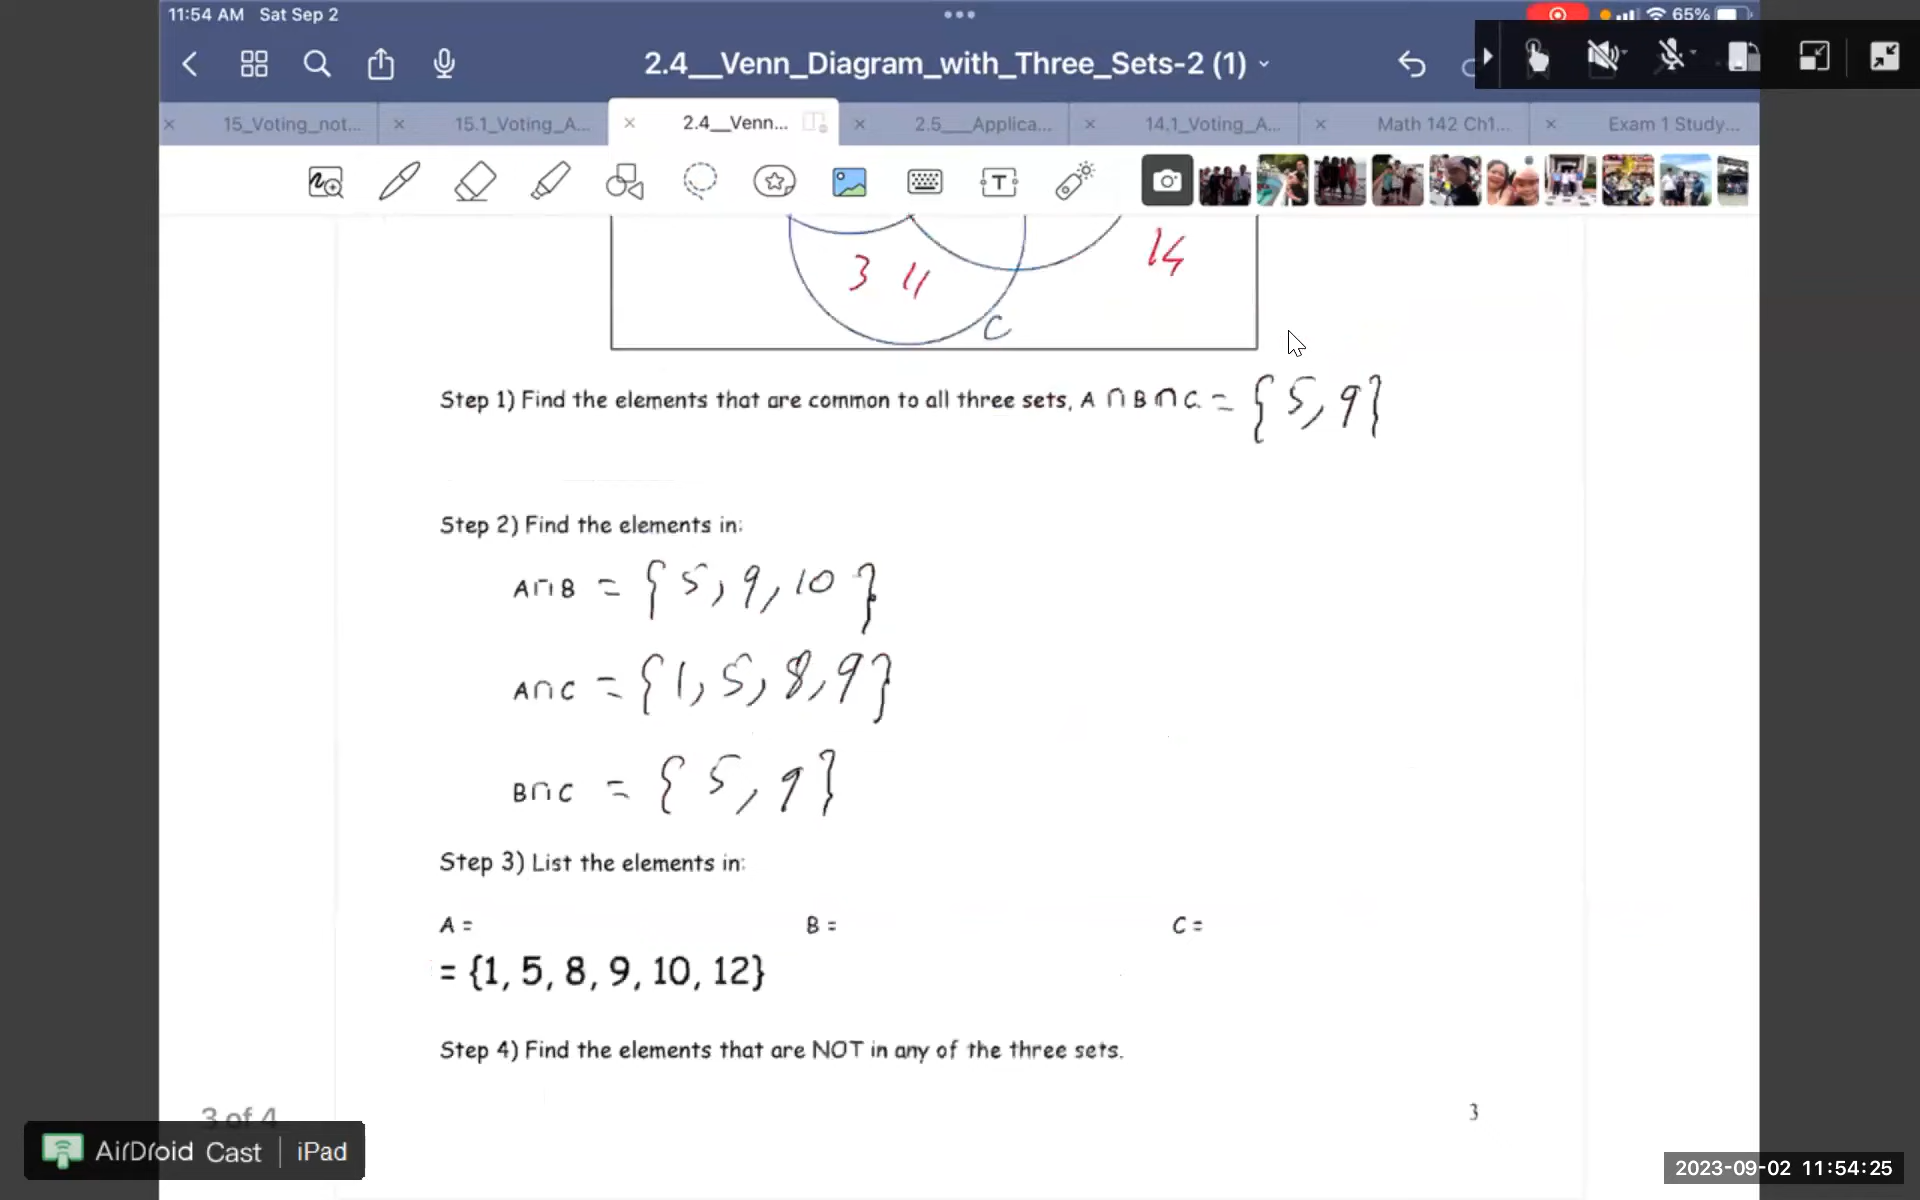 11:54 AM Sat Sep 2
65%
2.4__Venn_Diagram_with_Three_Sets-2 (1)
15_Voting_not...
15.1_Voting_A...
2.4__Venn...
2.5___Applica...
14.1_Voting_A...
Math 142 Ch1...
Exam 1 Study...
3 4
14
C
Step 1) Find the elements that are common to all three sets, A ∩ B ∩ C = {5, 9}
Step 2) Find the elements in:
A∩B = {5, 9, 10}
A∩C = {1, 5, 8, 9}
B∩C = {5, 9}
Step 3) List the elements in:
A = B = C =
= {1, 5, 8, 9, 10, 12}
Step 4) Find the elements that are NOT in any of the three sets.
3 of 4
3
AirDroid Cast | iPad
2023-09-02 11:54:25